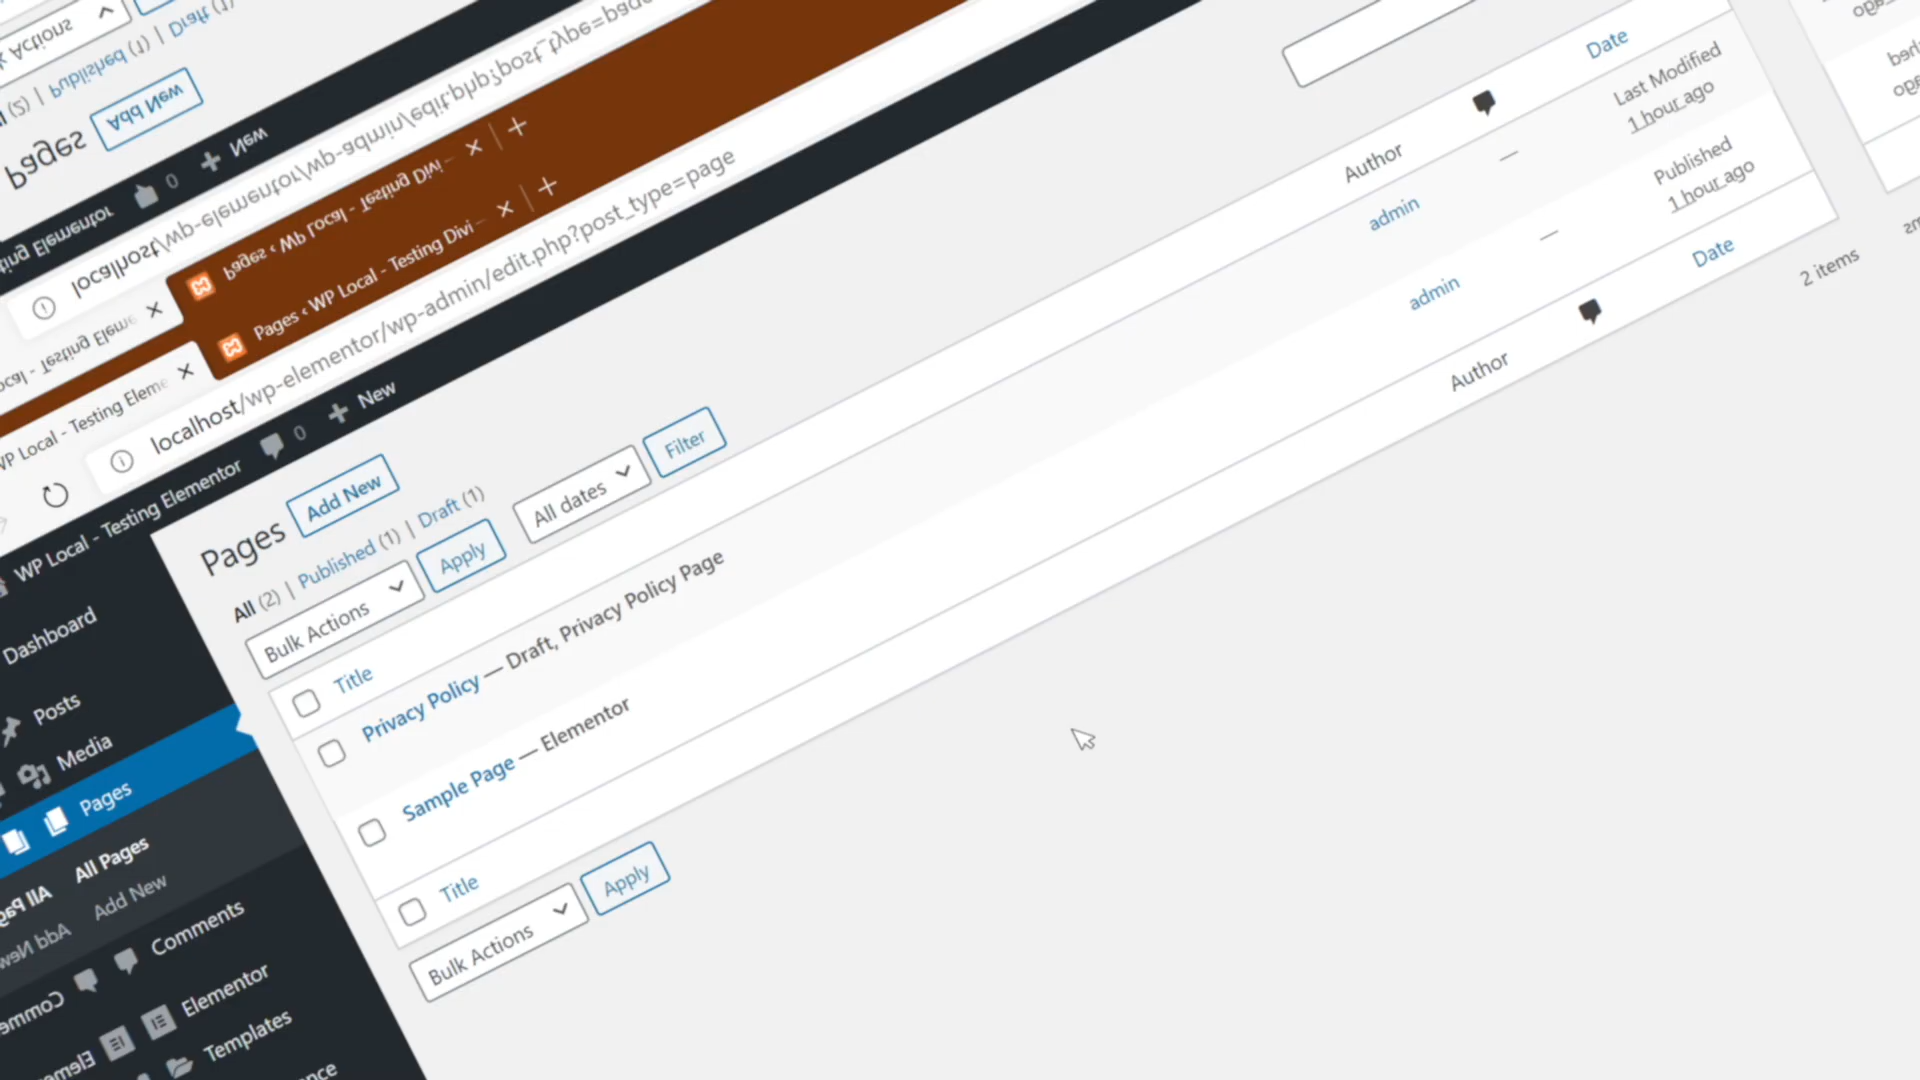 Pages ‹ WP Local - Testing Divi
WP Local - Testing Eleme
localhost/wp-elementor/wp-admin/edit.php?post_type=page
WP Local - Testing Elementor 0 New
Dashboard
Posts
Media
Pages
All Pages
Add New
Comments
Elementor
Templates
Pages Add New
All (2) | Published (1) | Draft (1)
Bulk Actions Apply All dates Filter
Title Author Date
Privacy Policy — Draft, Privacy Policy Page admin — Last Modified
1 hour ago
Sample Page — Elementor admin — Published
1 hour ago
Title Author Date
Bulk Actions Apply
2 items